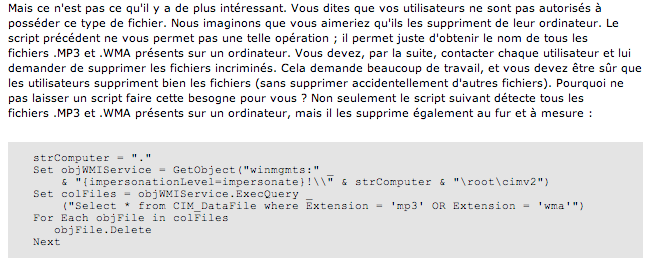 Mais ce n'est pas ce qu'il y a de plus intéressant. Vous dites que vos utilisateurs ne sont pas autorisés à
posséder ce type de fichier. Nous imaginons que vous aimeriez qu'ils les suppriment de leur ordinateur. Le
script précédent ne vous permet pas une telle opération ; il permet juste d'obtenir le nom de tous les
fichiers .MP3 et .WMA présents sur un ordinateur. Vous devez, par la suite, contacter chaque utilisateur et lui
demander de supprimer les fichiers incriminés. Cela demande beaucoup de travail, et vous devez être sûr que
les utilisateurs suppriment bien les fichiers (sans supprimer accidentellement d'autres fichiers). Pourquoi ne
pas laisser un script faire cette besogne pour vous ? Non seulement le script suivant détecte tous les
fichiers .MP3 et .WMA présents sur un ordinateur, mais il les supprime également au fur et à mesure :
strComputer = "."
Set objWMIService = GetObject("winmgmts:" _
& "{impersonationLevel=impersonate}!\\" & strComputer & "\root\cimv2")
Set colFiles = objWMIService.ExecQuery _
("Select * from CIM_DataFile where Extension = 'mp3' OR Extension = 'wma'")
For Each objFile in colFiles
objFile.Delete
Next